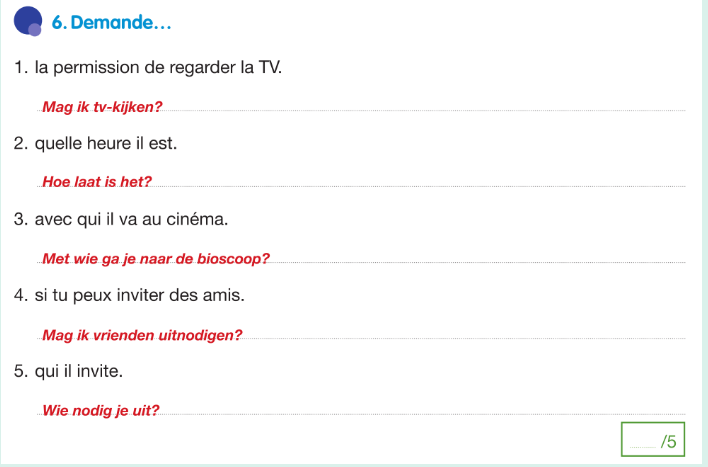 6. Demande...
1. la permission de regarder la TV.
Mag ik tv-kijken?
2. quelle heure il est.
Hoe laat is het?
3. avec qui il va au cinéma.
Met wie ga je naar de bioscoop?
4. si tu peux inviter des amis.
Mag ik vrienden uitnodigen?
5. qui il invite.
Wie nodig je uit?
/5